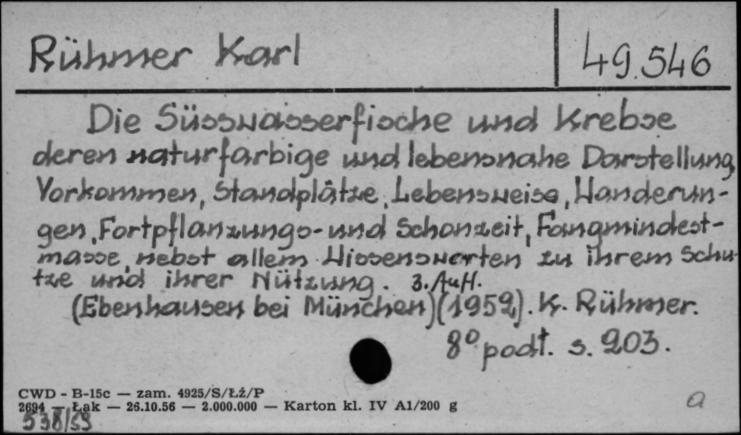 Rühmer Karl
49.546
Die Süsswasserfische und Krebse
deren naturfarbige und lebensnahe Darstellung,
Vorkommen, Standplätze, Lebensweise, Wanderun-
gen, Fortpflanzungs- und Schonzeit, Fangmindest-
masse, nebst allem Wissenswerten zu ihrem Schu-
tze und ihrer Nützung. 3. Aufl.
(Ebenhausen bei München)(1952). K. Rühmer.
8° podł. s. 203.
CWD - B-15c — zam. 4925/S/Łż/P
2694 — Łak — 26.10.56 — 2.000.000 — Karton kl. IV A1/200 g
538/59
a